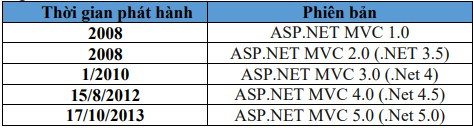 Thời gian phát hành Phiên bản
2008 ASP.NET MVC 1.0
2008 ASP.NET MVC 2.0 (.NET 3.5)
1/2010 ASP.NET MVC 3.0 (.Net 4)
15/8/2012 ASP.NET MVC 4.0 (.Net 4.5)
17/10/2013 ASP.NET MVC 5.0 (.Net 5.0)